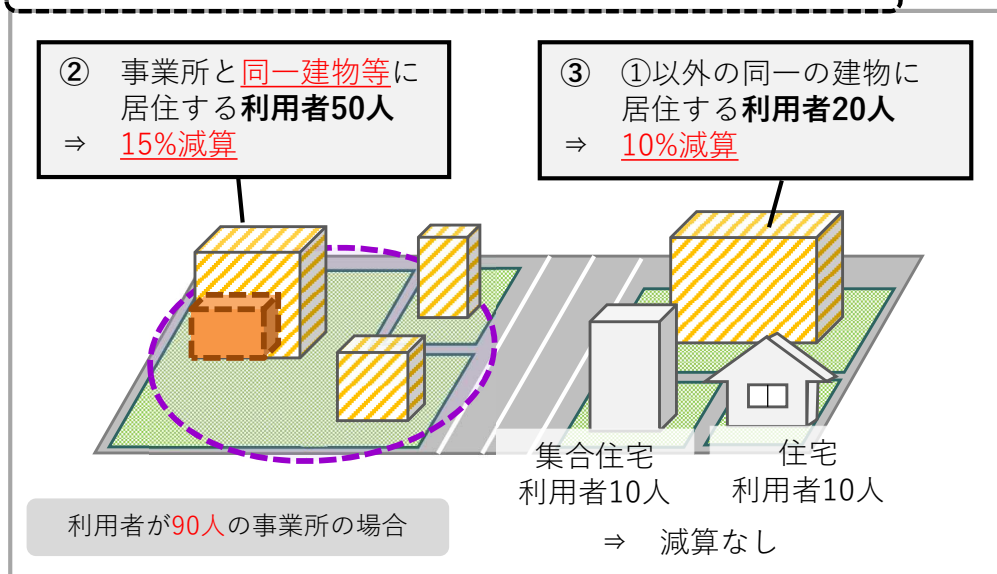 ② 事業所と同一建物等に
居住する利用者50人
⇒ 15%減算
③ ①以外の同一の建物に
居住する利用者20人
⇒ 10%減算
集合住宅
利用者10人
住宅
利用者10人
⇒ 減算なし
利用者が90人の事業所の場合